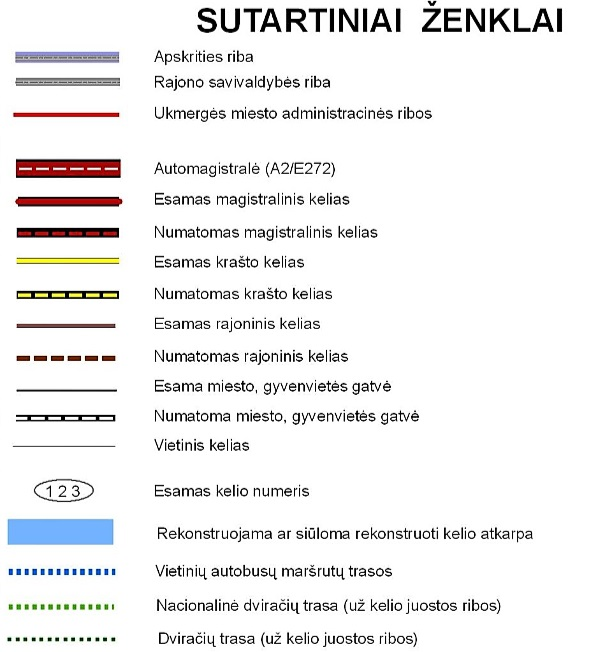 SUTARTINIAI ŽENKLAI
Apskrities riba
Rajono savivaldybės riba
Ukmergės miesto administracinės ribos
Automagistralė (A2/E272)
Esamas magistralinis kelias
Numatomas magistralinis kelias
Esamas krašto kelias
Numatomas krašto kelias
Esamas rajoninis kelias
Numatomas rajoninis kelias
Esama miesto, gyvenvietės gatvė
Numatoma miesto, gyvenvietės gatvė
Vietinis kelias
123 Esamas kelio numeris
Rekonstruojama ar siūloma rekonstruoti kelio atkarpa
Vietinių autobusų maršrutų trasos
Nacionalinė dviračių trasa (už kelio juostos ribos)
Dviračių trasa (už kelio juostos ribos)